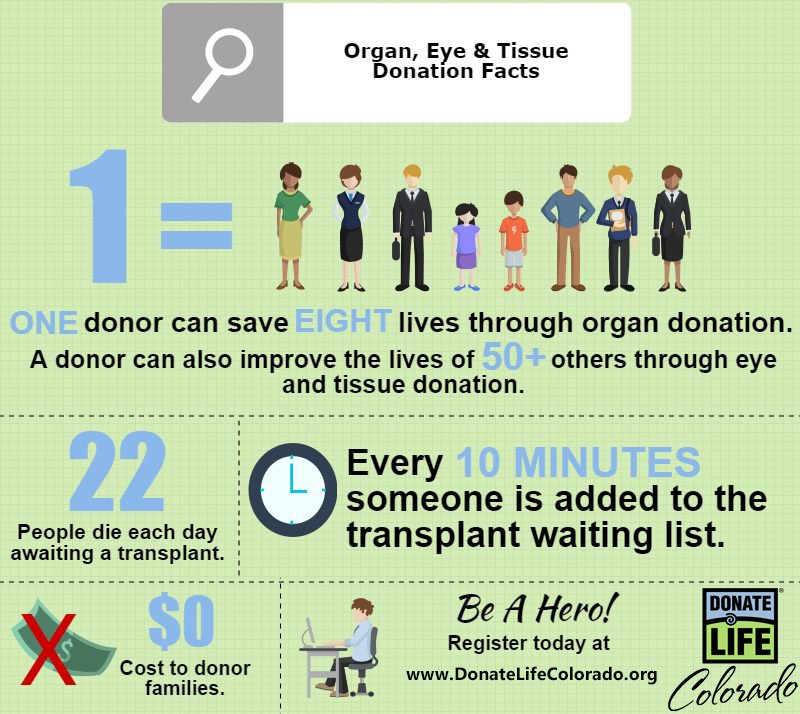 Organ, Eye & Tissue
Donation Facts
1 =
ONE donor can save EIGHT lives through organ donation.
A donor can also improve the lives of 50+ others through eye
and tissue donation.
22
People die each day
awaiting a transplant.
Every 10 MINUTES
someone is added to the
transplant waiting list.
$
X
$0
Cost to donor
families.
Be A Hero!
Register today at
www.DonateLifeColorado.org
DONATE
LIFE
®
Colorado